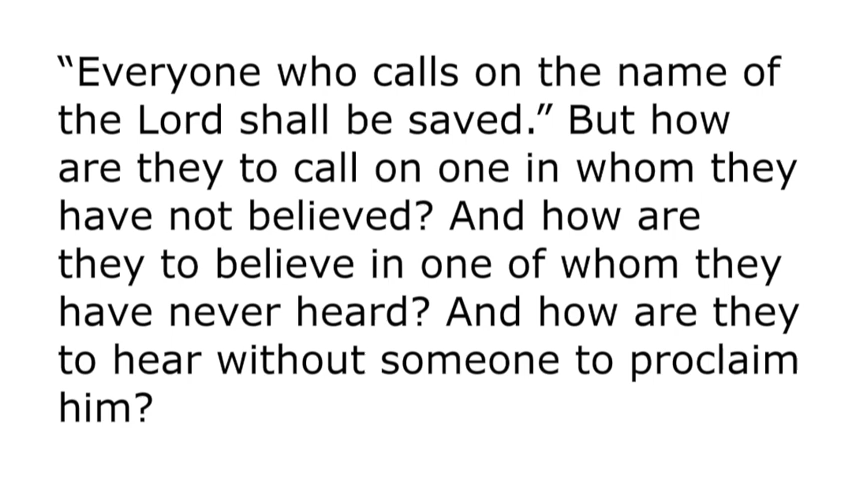 “Everyone who calls on the name of
the Lord shall be saved.” But how
are they to call on one in whom they
have not believed? And how are
they to believe in one of whom they
have never heard? And how are they
to hear without someone to proclaim
him?